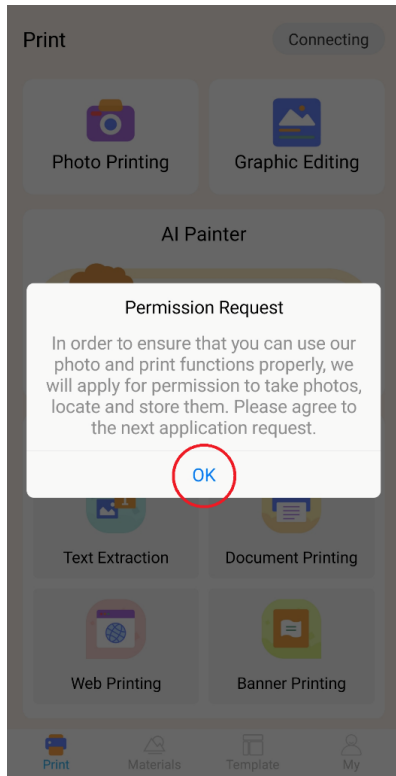 Print
Connecting
Photo Printing
Graphic Editing
AI Painter
Permission Request
In order to ensure that you can use our
photo and print functions properly, we
will apply for permission to take photos,
locate and store them. Please agree to
the next application request.
OK
Text Extraction
Document Printing
Web Printing
Banner Printing
Print
Materials
Template
My